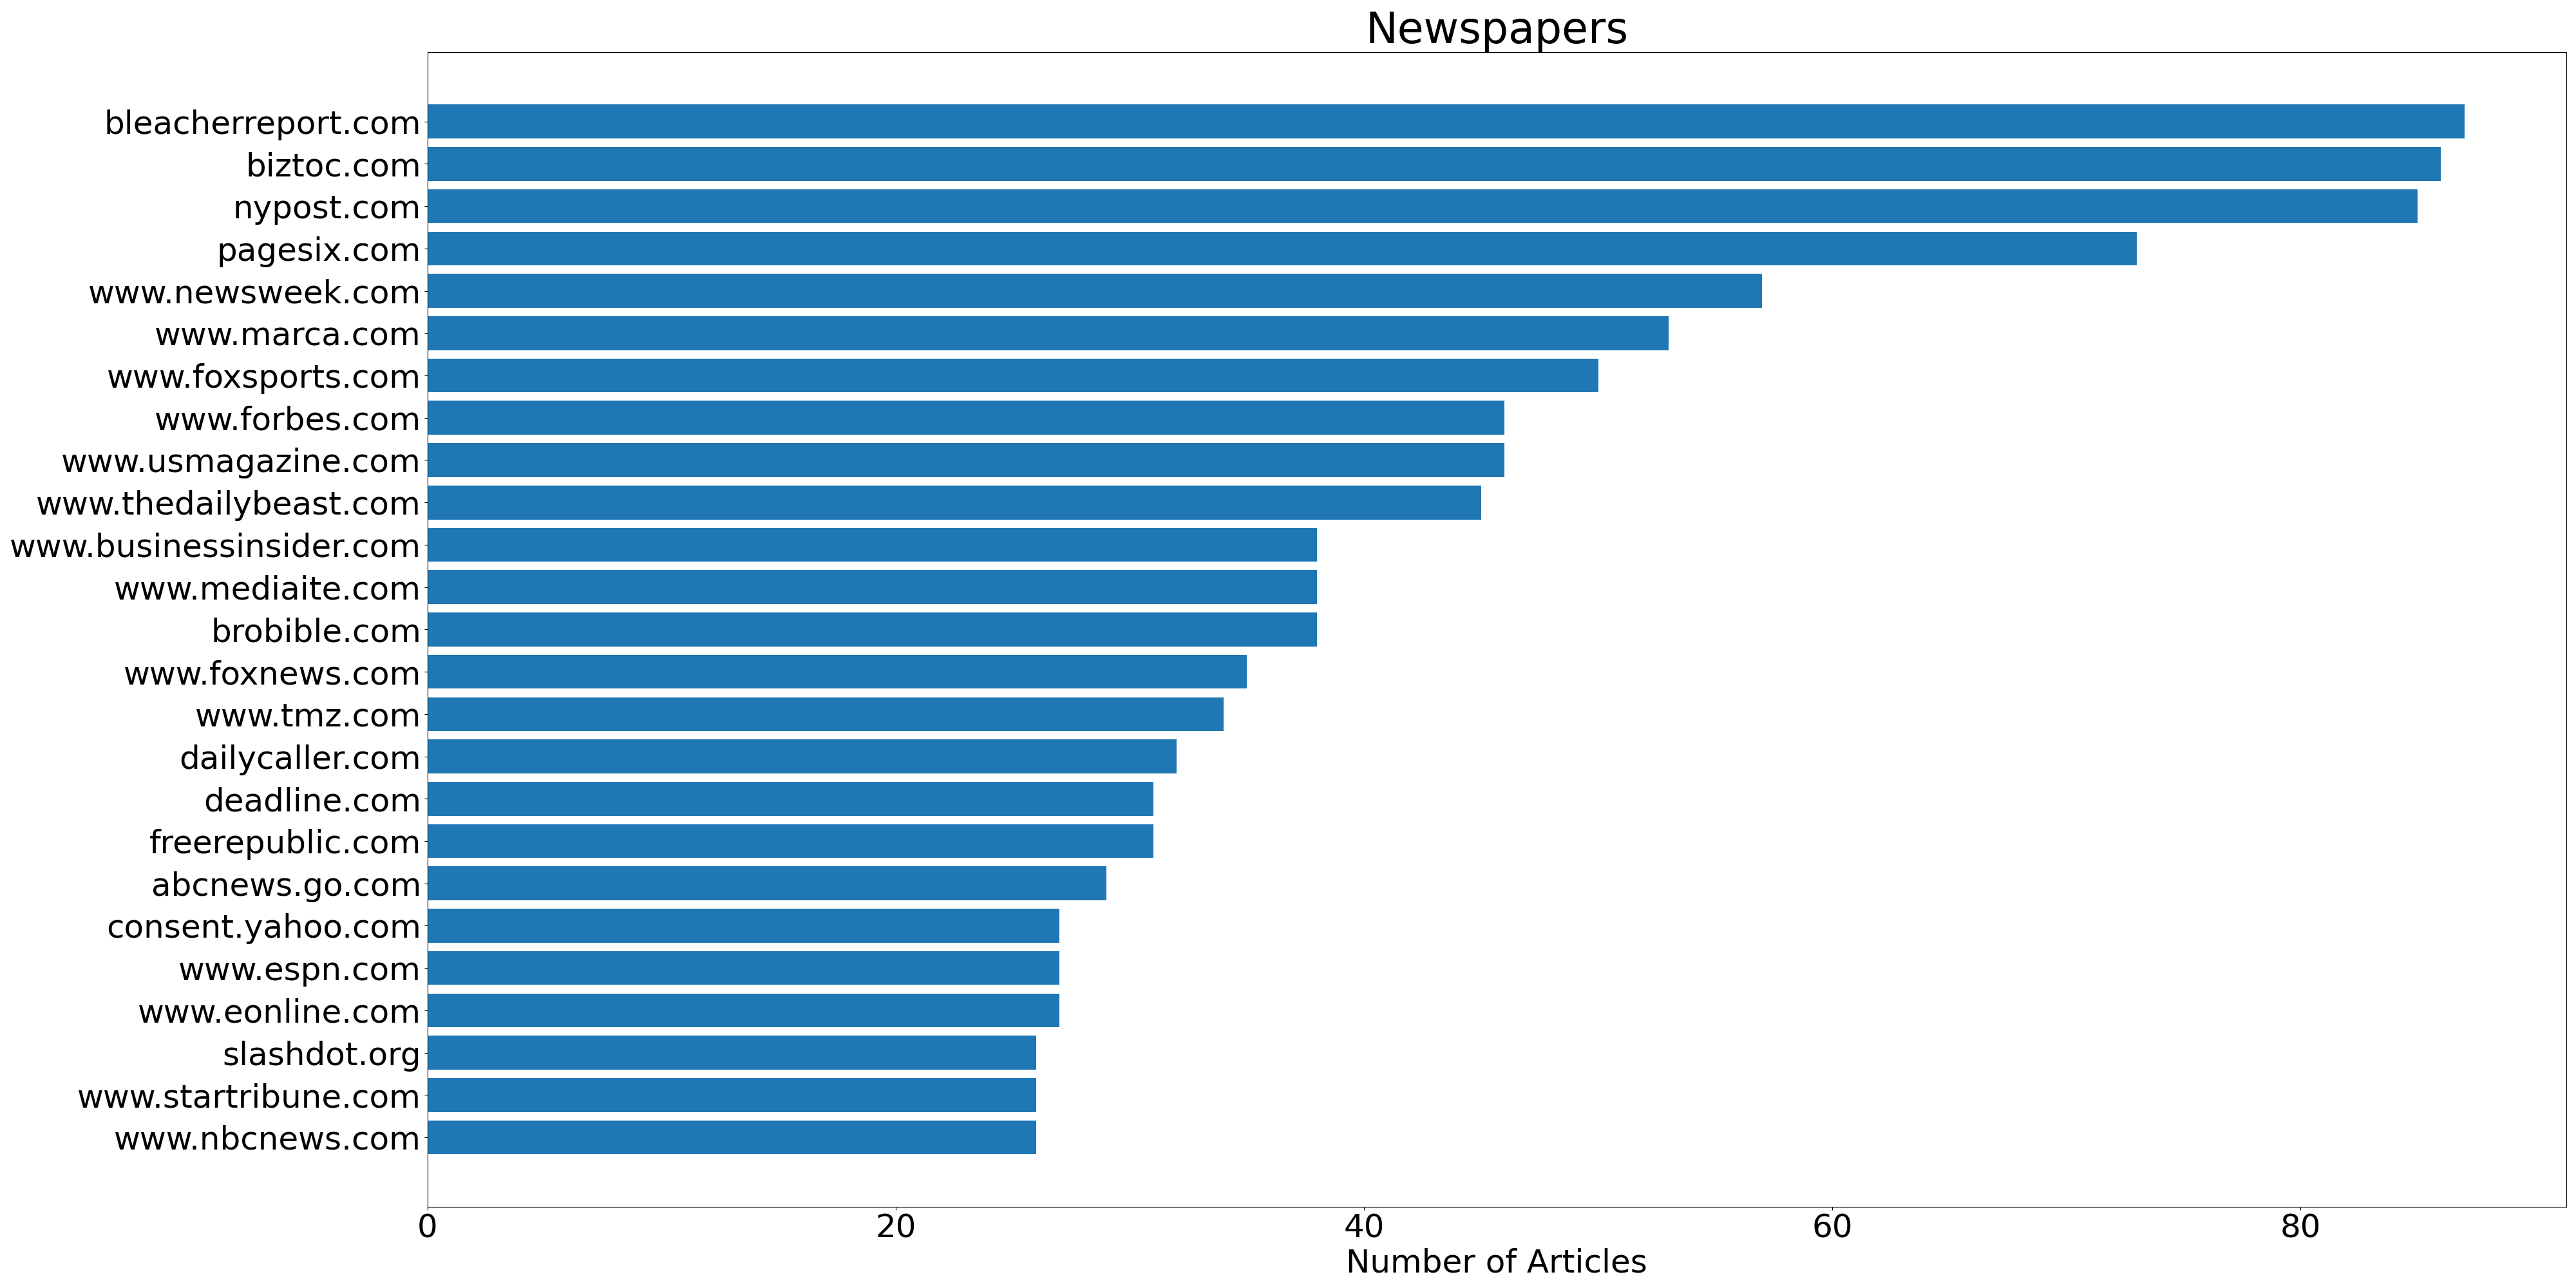 Newspapers
bleacherreport.com
biztoc.com
nypost.com
pagesix.com
www.newsweek.com
www.marca.com
www.foxsports.com
www.forbes.com
www.usmagazine.com
www.thedailybeast.com
www.businessinsider.com
www.mediaite.com
brobible.com
www.foxnews.com
www.tmz.com
dailycaller.com
deadline.com
freerepublic.com
abcnews.go.com
consent.yahoo.com
www.espn.com
www.eonline.com
slashdot.org
www.startribune.com
www.nbcnews.com
0 20 40 60 80
Number of Articles